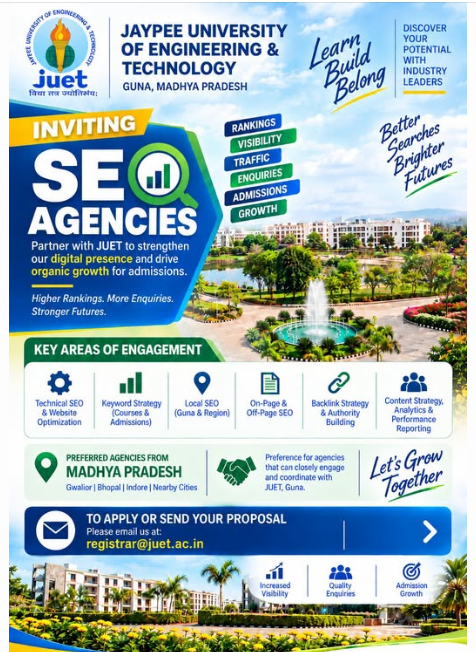 JAYPEE UNIVERSITY OF ENGINEERING & TECHNOLOGY
juet
विद्या तत्व ज्योतिसमः
JAYPEE UNIVERSITY
OF ENGINEERING &
TECHNOLOGY
GUNA, MADHYA PRADESH
Learn
Build
Belong
DISCOVER
YOUR
POTENTIAL
WITH
INDUSTRY
LEADERS
INVITING
SEO
AGENCIES
Partner with JUET to strengthen
our digital presence and drive
organic growth for admissions.
Higher Rankings. More Enquiries.
Stronger Futures.
RANKINGS
VISIBILITY
TRAFFIC
ENQUIRIES
ADMISSIONS
GROWTH
Better
Searches
Brighter
Futures
KEY AREAS OF ENGAGEMENT
Technical SEO
& Website
Optimization
Keyword Strategy
(Courses &
Admissions)
Local SEO
(Guna & Region)
On-Page &
Off-Page SEO
Backlink Strategy
& Authority
Building
Content Strategy,
Analytics &
Performance
Reporting
PREFERRED AGENCIES FROM
MADHYA PRADESH
Gwalior | Bhopal | Indore | Nearby Cities
Preference for agencies
that can closely engage
and coordinate with
JUET, Guna.
Let's Grow
Together
TO APPLY OR SEND YOUR PROPOSAL
Please email us at:
registrar@juet.ac.in
Increased
Visibility
Quality
Enquiries
Admission
Growth